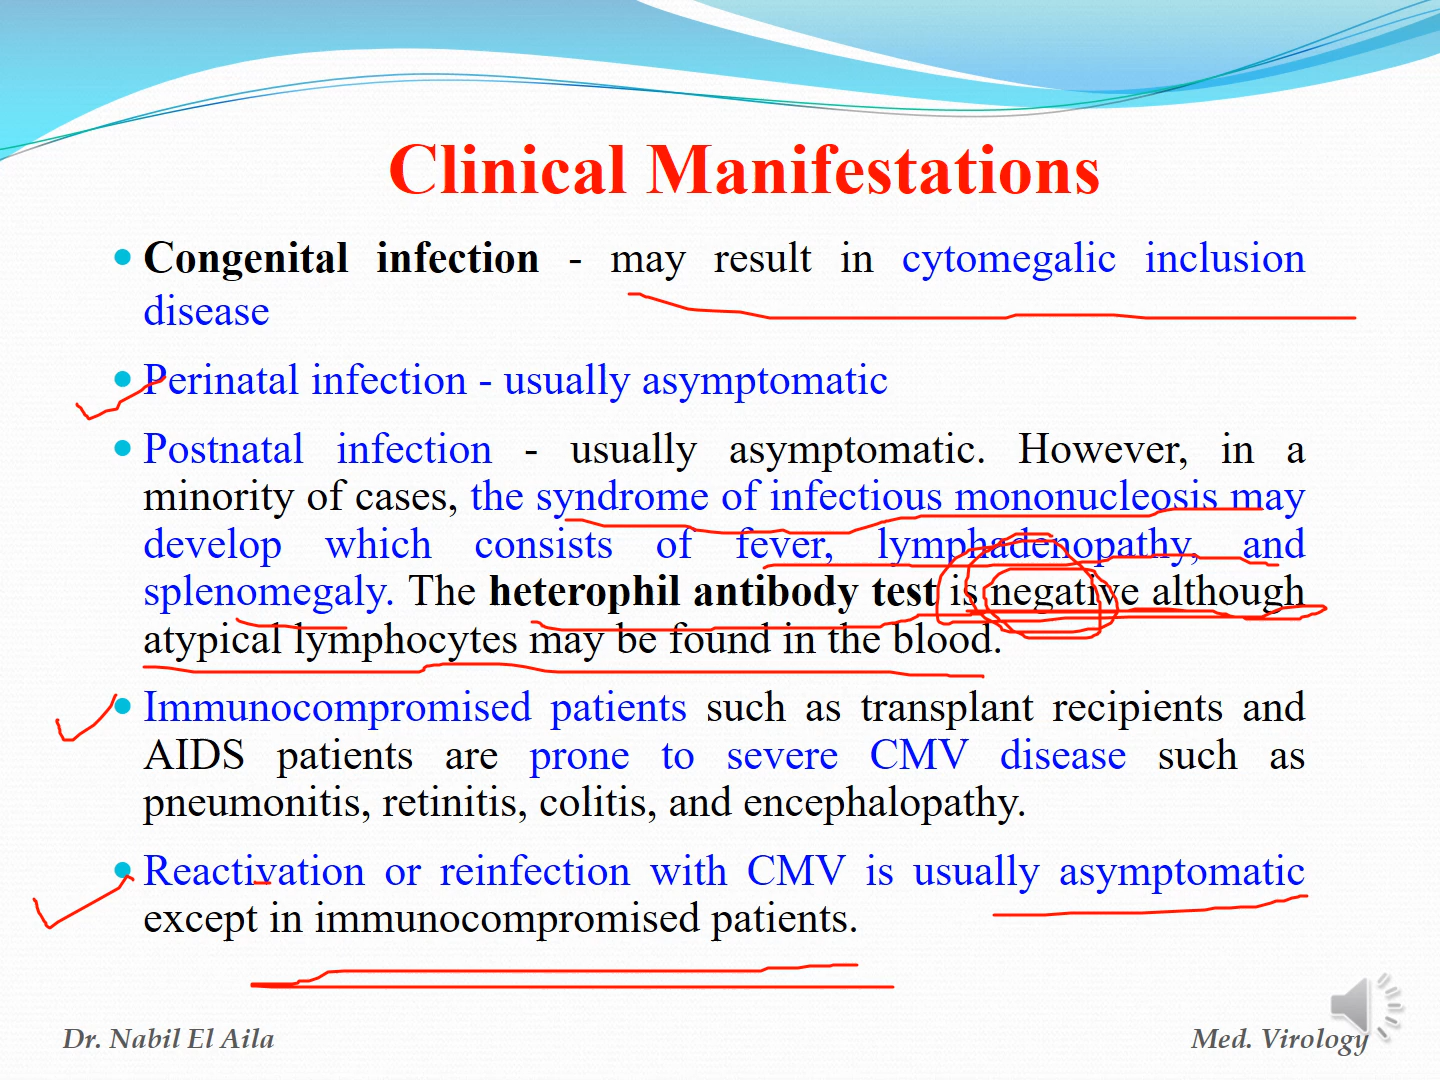 Clinical Manifestations
Congenital infection - may result in cytomegalic inclusion
disease
Perinatal infection - usually asymptomatic
Postnatal infection - usually asymptomatic. However, in a
minority of cases, the syndrome of infectious mononucleosis may
develop which consists of fever, lymphadenopathy, and
splenomegaly. The heterophil antibody test is negative although
atypical lymphocytes may be found in the blood.
Immunocompromised patients such as transplant recipients and
AIDS patients are prone to severe CMV disease such as
pneumonitis, retinitis, colitis, and encephalopathy.
Reactivation or reinfection with CMV is usually asymptomatic
except in immunocompromised patients.
Dr. Nabil El Aila
Med. Virology